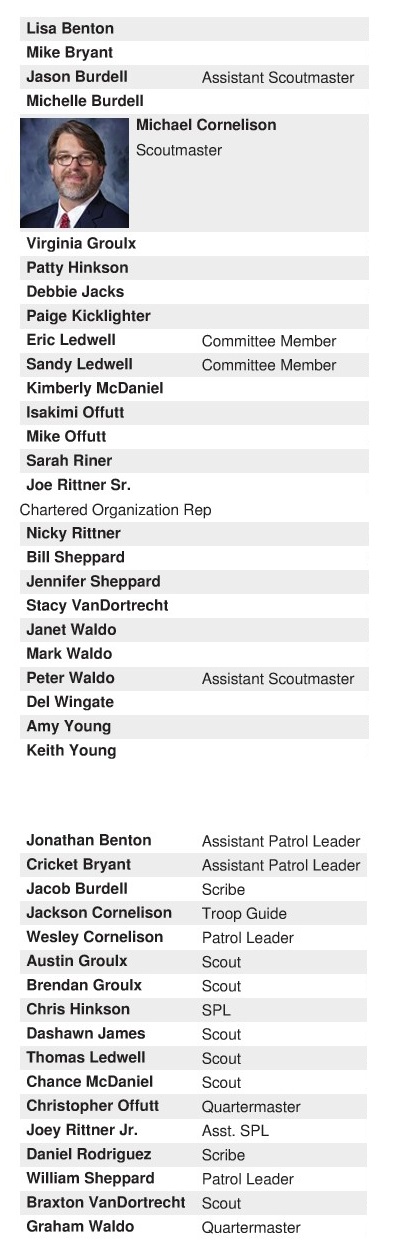 Lisa Benton
Mike Bryant
Jason Burdell Assistant Scoutmaster
Michelle Burdell
Michael Cornelison
Scoutmaster
Virginia Groulx
Patty Hinkson
Debbie Jacks
Paige Kicklighter
Eric Ledwell Committee Member
Sandy Ledwell Committee Member
Kimberly McDaniel
Isakimi Offutt
Mike Offutt
Sarah Riner
Joe Rittner Sr.
Chartered Organization Rep
Nicky Rittner
Bill Sheppard
Jennifer Sheppard
Stacy VanDortrecht
Janet Waldo
Mark Waldo
Peter Waldo Assistant Scoutmaster
Del Wingate
Amy Young
Keith Young
Jonathan Benton Assistant Patrol Leader
Cricket Bryant Assistant Patrol Leader
Jacob Burdell Scribe
Jackson Cornelison Troop Guide
Wesley Cornelison Patrol Leader
Austin Groulx Scout
Brendan Groulx Scout
Chris Hinkson SPL
Dashawn James Scout
Thomas Ledwell Scout
Chance McDaniel Scout
Christopher Offutt Quartermaster
Joey Rittner Jr. Asst. SPL
Daniel Rodriguez Scribe
William Sheppard Patrol Leader
Braxton VanDortrecht Scout
Graham Waldo Quartermaster